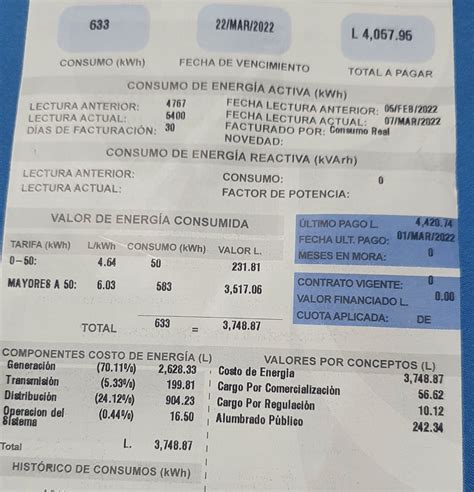 633 22/MAR/2022 L 4,057.95
CONSUMO (kWh) FECHA DE VENCIMIENTO TOTAL A PAGAR
CONSUMO DE ENERGÍA ACTIVA (kWh)
LECTURA ANTERIOR: 4767 FECHA LECTURA ANTERIOR: 05/FEB/2022
LECTURA ACTUAL: 5400 FECHA LECTURA ACTUAL: 07/MAR/2022
DÍAS DE FACTURACIÓN: 30 FACTURADO POR: Consumo Real
NOVEDAD:
CONSUMO DE ENERGÍA REACTIVA (kVArh)
LECTURA ANTERIOR: CONSUMO: 0
LECTURA ACTUAL: FACTOR DE POTENCIA:
VALOR DE ENERGÍA CONSUMIDA
TARIFA (kWh) L/kWh CONSUMO (kWh) VALOR L.
0-50: 4.64 50 231.81
MAYORES A 50: 6.03 583 3,517.06
TOTAL 633 = 3,748.87
ÚLTIMO PAGO L. 4,420.74
FECHA ULT. PAGO: 01/MAR/2022
MESES EN MORA: 0
CONTRATO VIGENTE: 0
VALOR FINANCIADO L. 0.00
CUOTA APLICADA: DE
COMPONENTES COSTO DE ENERGÍA (L)
Generación (70.11%) 2,628.33
Transmisión (5.33%) 199.81
Distribución (24.12%) 904.23
Operacion del Sistema (0.44%) 16.50
Total L. 3,748.87
VALORES POR CONCEPTOS (L)
Costo de Energia 3,748.87
Cargo Por Comercialización 56.62
Cargo Por Regulación 10.12
Alumbrado Público 242.34
HISTÓRICO DE CONSUMOS (kWh)